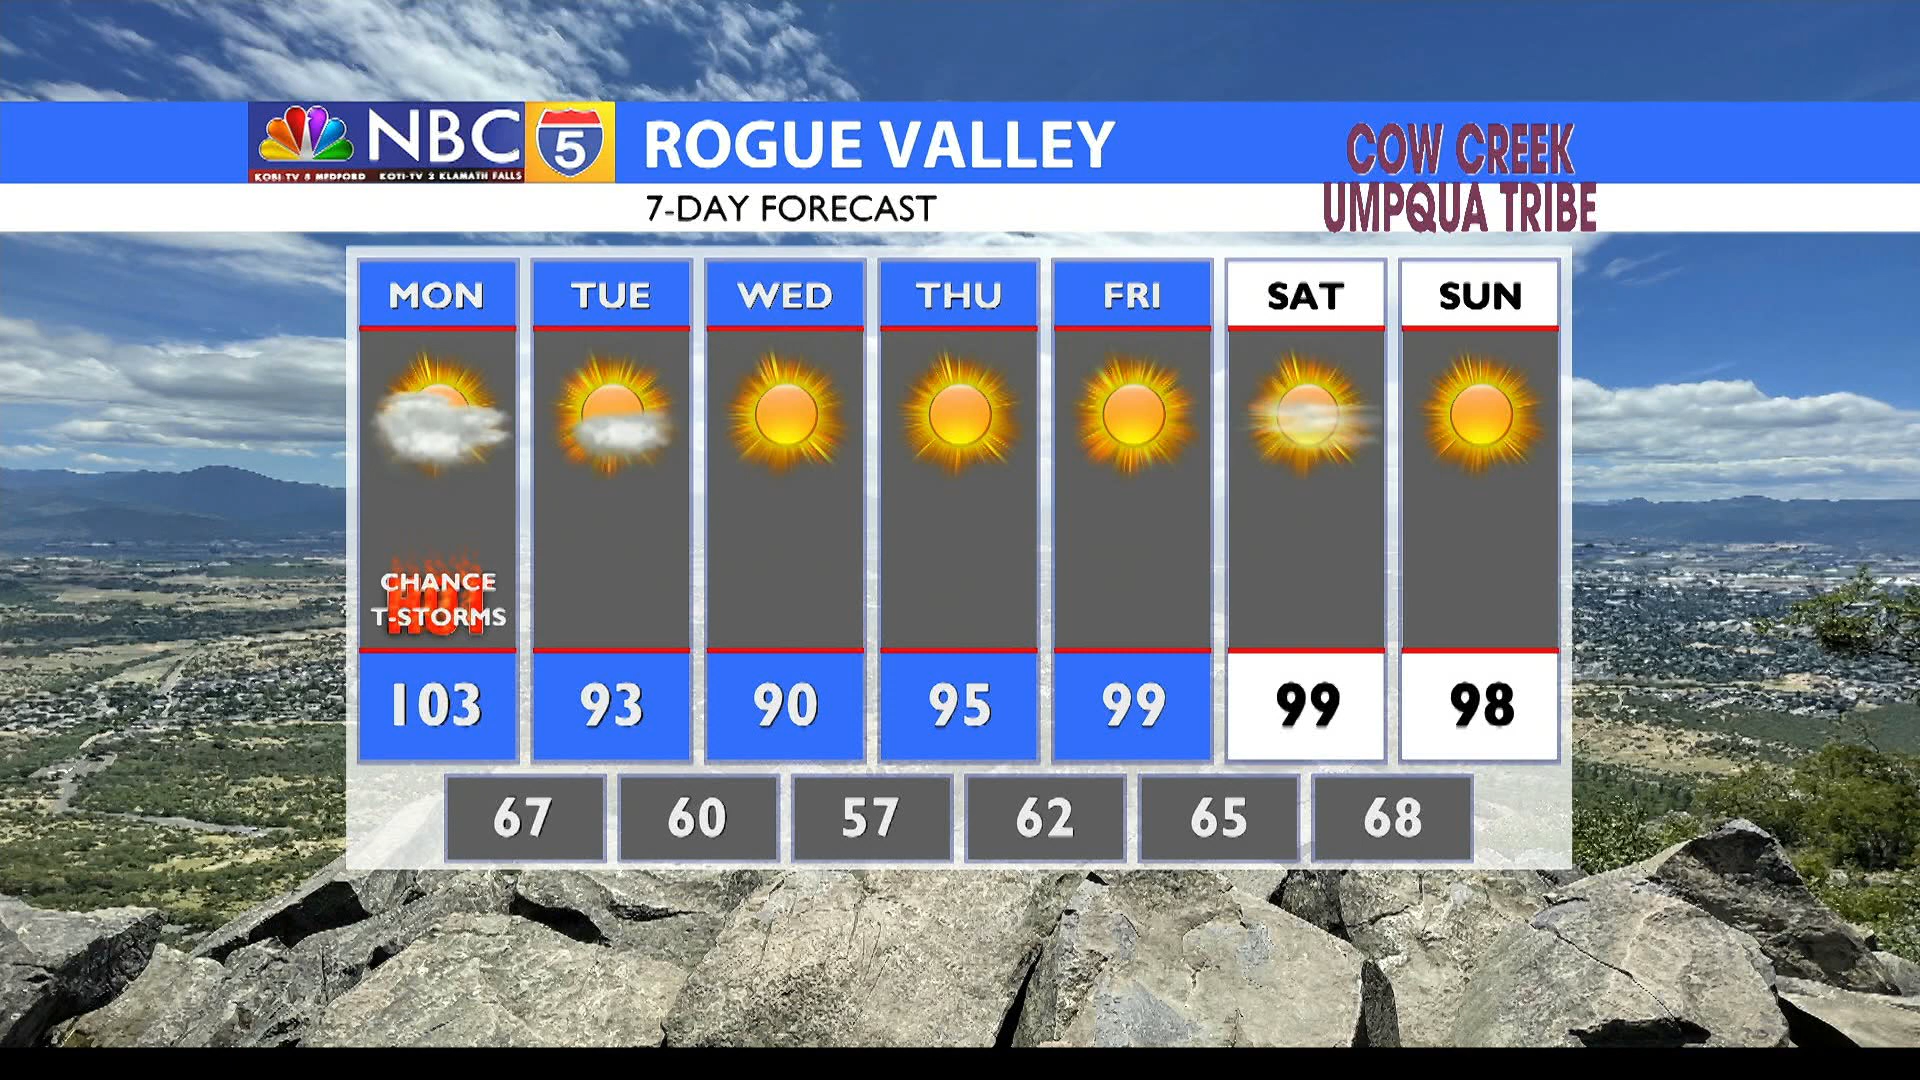 NBC 5
KOBI-TV 5 MEDFORD KOTI-TV 2 KLAMATH FALLS
ROGUE VALLEY
7-DAY FORECAST
COW CREEK
UMPQUA TRIBE
MON TUE WED THU FRI SAT SUN
HOT
CHANCE
T-STORMS
103 93 90 95 99 99 98
67 60 57 62 65 68